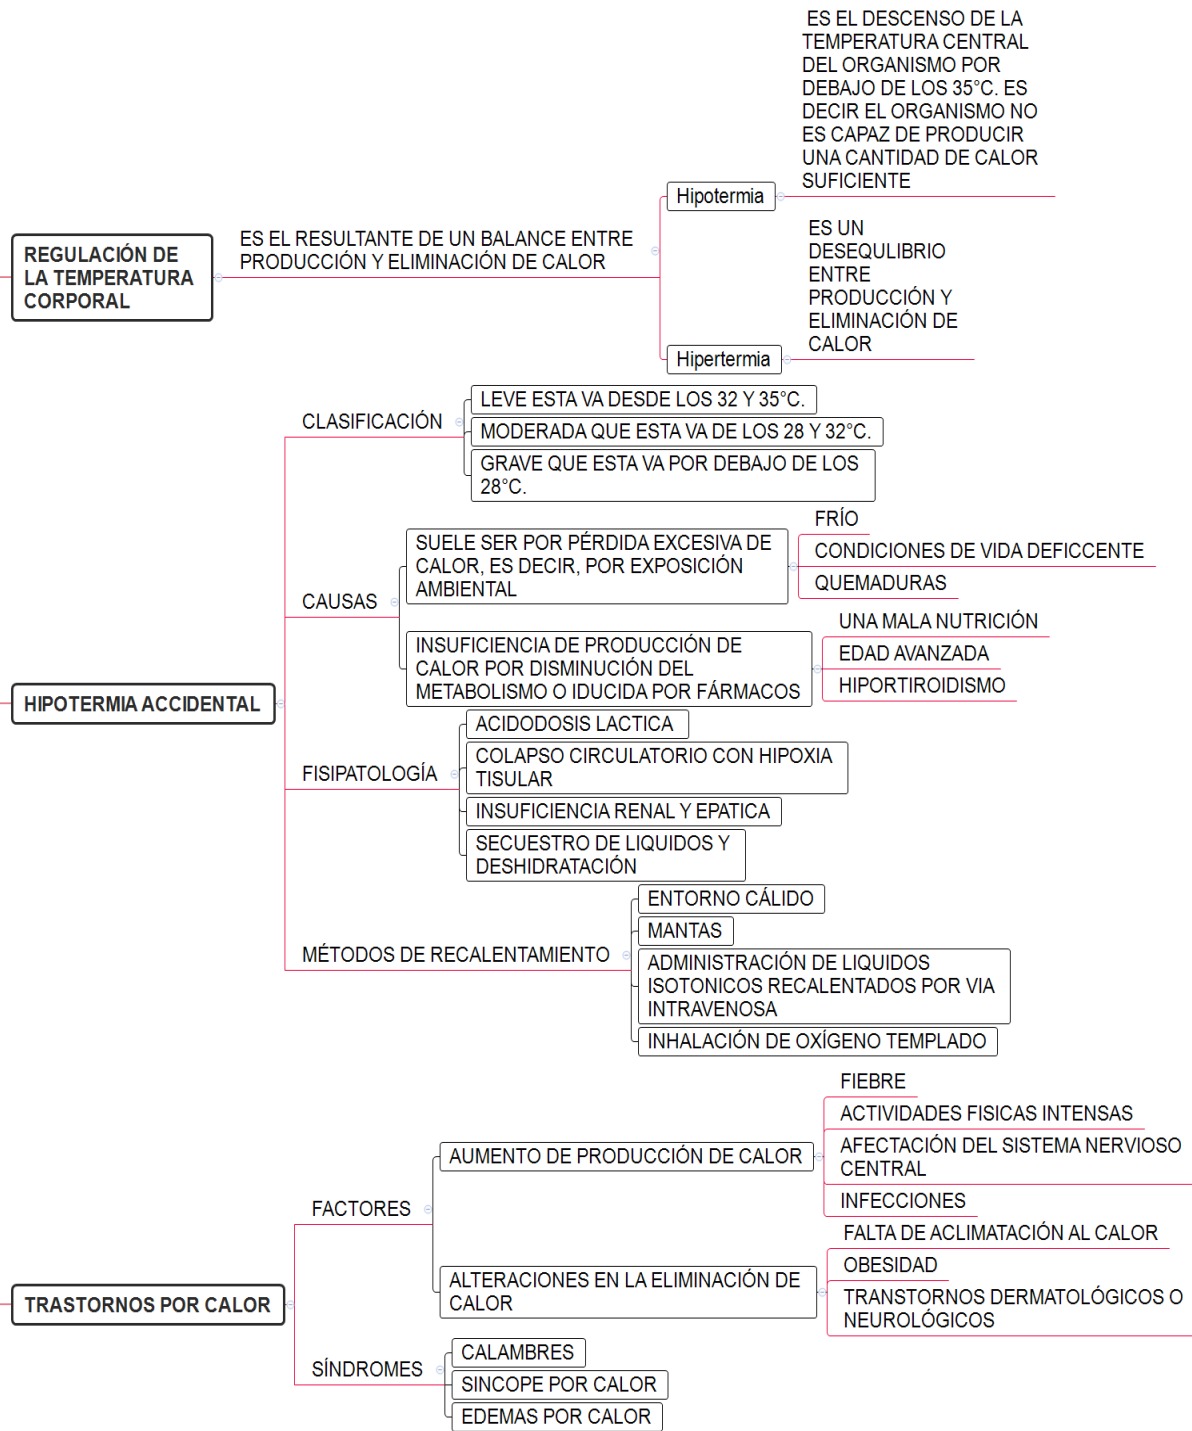 REGULACIÓN DE
LA TEMPERATURA
CORPORAL
ES EL RESULTANTE DE UN BALANCE ENTRE
PRODUCCIÓN Y ELIMINACIÓN DE CALOR
Hipotermia
ES EL DESCENSO DE LA
TEMPERATURA CENTRAL
DEL ORGANISMO POR
DEBAJO DE LOS 35°C. ES
DECIR EL ORGANISMO NO
ES CAPAZ DE PRODUCIR
UNA CANTIDAD DE CALOR
SUFICIENTE
Hipertermia
ES UN
DESEQULIBRIO
ENTRE
PRODUCCIÓN Y
ELIMINACIÓN DE
CALOR
HIPOTERMIA ACCIDENTAL
CLASIFICACIÓN
LEVE ESTA VA DESDE LOS 32 Y 35°C.
MODERADA QUE ESTA VA DE LOS 28 Y 32°C.
GRAVE QUE ESTA VA POR DEBAJO DE LOS
28°C.
CAUSAS
SUELE SER POR PÉRDIDA EXCESIVA DE
CALOR, ES DECIR, POR EXPOSICIÓN
AMBIENTAL
FRÍO
CONDICIONES DE VIDA DEFICCENTE
QUEMADURAS
INSUFICIENCIA DE PRODUCCIÓN DE
CALOR POR DISMINUCIÓN DEL
METABOLISMO O IDUCIDA POR FÁRMACOS
UNA MALA NUTRICIÓN
EDAD AVANZADA
HIPORTIROIDISMO
FISIPATOLOGÍA
ACIDODOSIS LACTICA
COLAPSO CIRCULATORIO CON HIPOXIA
TISULAR
INSUFICIENCIA RENAL Y EPATICA
SECUESTRO DE LIQUIDOS Y
DESHIDRATACIÓN
MÉTODOS DE RECALENTAMIENTO
ENTORNO CÁLIDO
MANTAS
ADMINISTRACIÓN DE LIQUIDOS
ISOTONICOS RECALENTADOS POR VIA
INTRAVENOSA
INHALACIÓN DE OXÍGENO TEMPLADO
TRASTORNOS POR CALOR
FACTORES
AUMENTO DE PRODUCCIÓN DE CALOR
FIEBRE
ACTIVIDADES FISICAS INTENSAS
AFECTACIÓN DEL SISTEMA NERVIOSO
CENTRAL
INFECCIONES
ALTERACIONES EN LA ELIMINACIÓN DE
CALOR
FALTA DE ACLIMATACIÓN AL CALOR
OBESIDAD
TRANSTORNOS DERMATOLÓGICOS O
NEUROLÓGICOS
SÍNDROMES
CALAMBRES
SINCOPE POR CALOR
EDEMAS POR CALOR